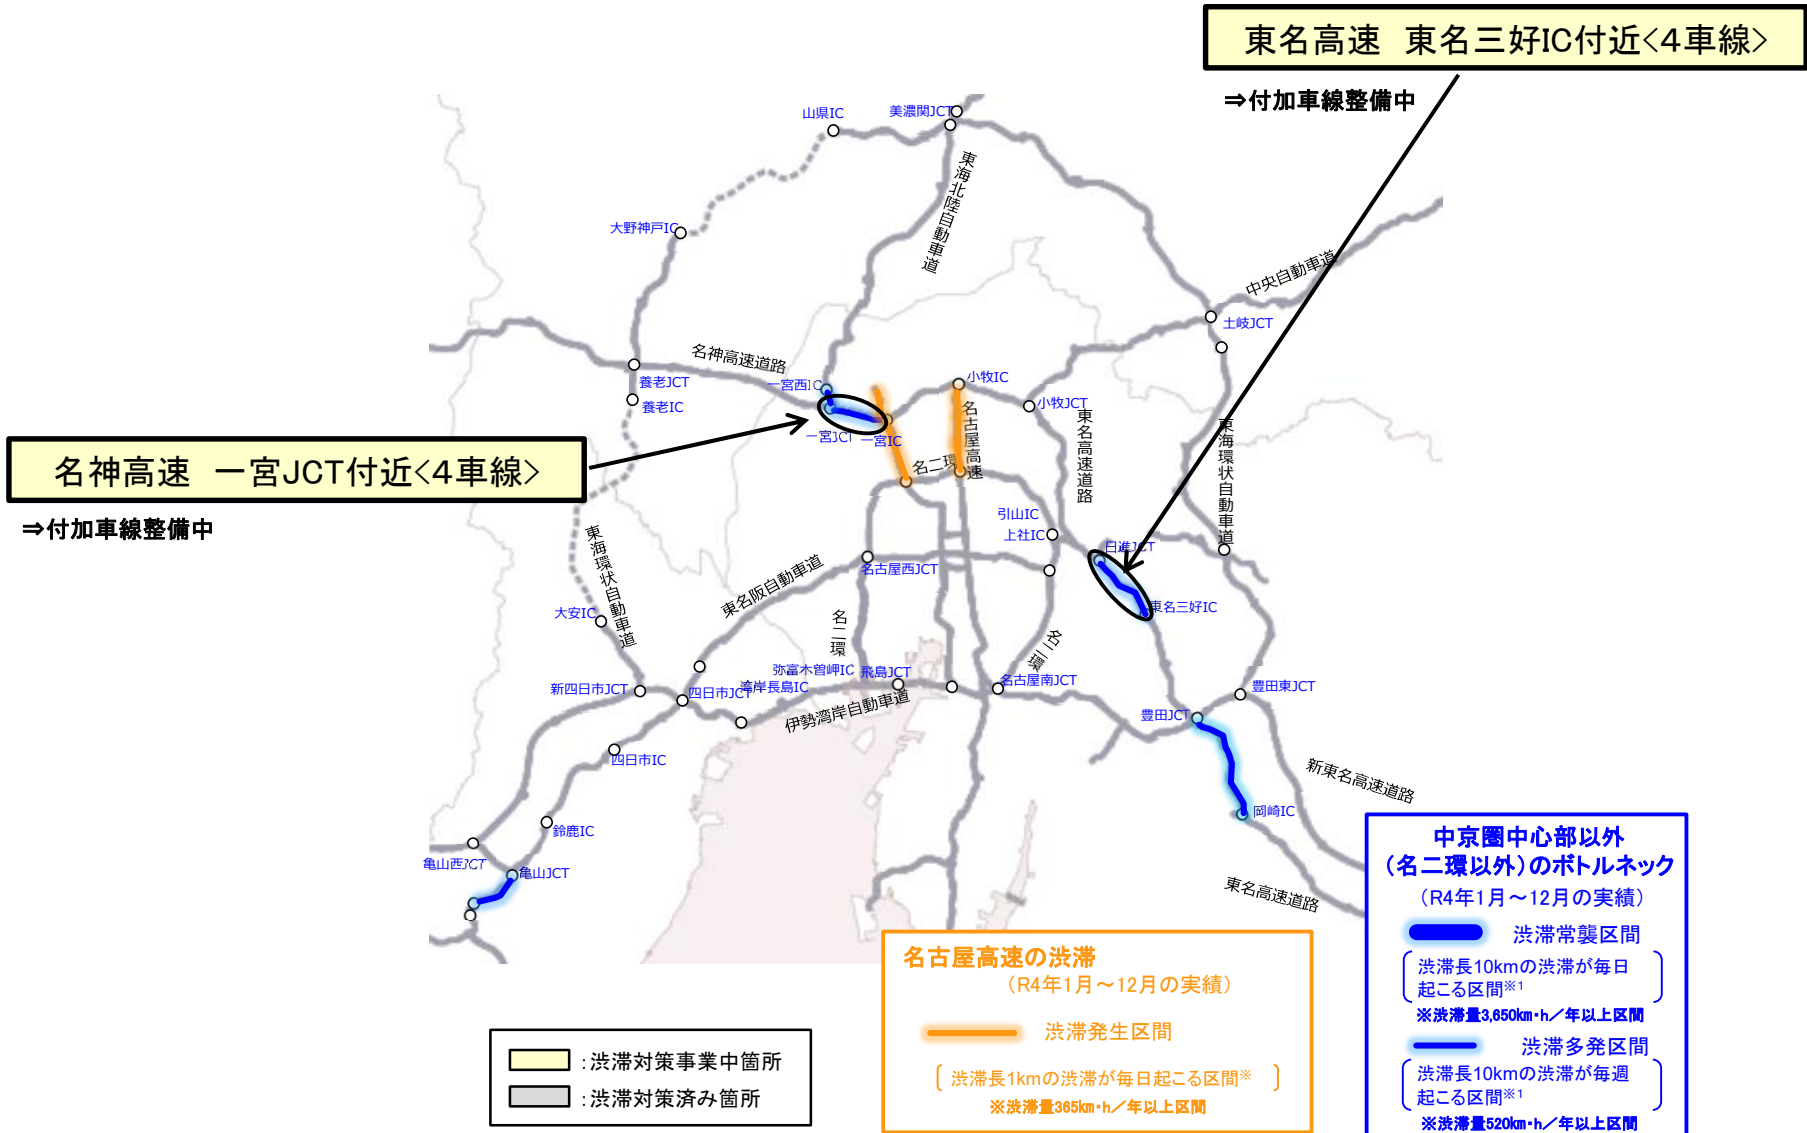 東名高速 東名三好IC付近<4車線>
⇒付加車線整備中
山県IC
美濃関JCT
東海北陸自動車道
大野神戸IC
中央自動車道
土岐JCT
名神高速道路
養老JCT
養老IC
一宮西IC
小牧IC
小牧JCT
一宮JCT
一宮IC
名二環
名古屋高速
東名高速道路
東海環状自動車道
名神高速 一宮JCT付近<4車線>
⇒付加車線整備中
引山IC
上社IC
日進JCT
東名三好IC
東海環状自動車道
大安IC
東名阪自動車道
名古屋西JCT
名二環
名二環
弥富木曽岬IC
飛島JCT
湾岸長島IC
伊勢湾岸自動車道
新四日市JCT
四日市JCT
名古屋南JCT
豊田東JCT
豊田JCT
四日市IC
新東名高速道路
鈴鹿IC
岡崎IC
亀山西JCT
亀山JCT
東名高速道路
中京圏中心部以外
(名二環以外)のボトルネック
(R4年1月~12月の実績)
渋滞常襲区間
渋滞長10kmの渋滞が毎日
起こる区間※1
※渋滞量3,650km・h/年以上区間
渋滞多発区間
渋滞長10kmの渋滞が毎週
起こる区間※1
※渋滞量520km・h/年以上区間
名古屋高速の渋滞
(R4年1月~12月の実績)
渋滞発生区間
渋滞長1kmの渋滞が毎日起こる区間※
※渋滞量365km・h/年以上区間
:渋滞対策事業中箇所
:渋滞対策済み箇所